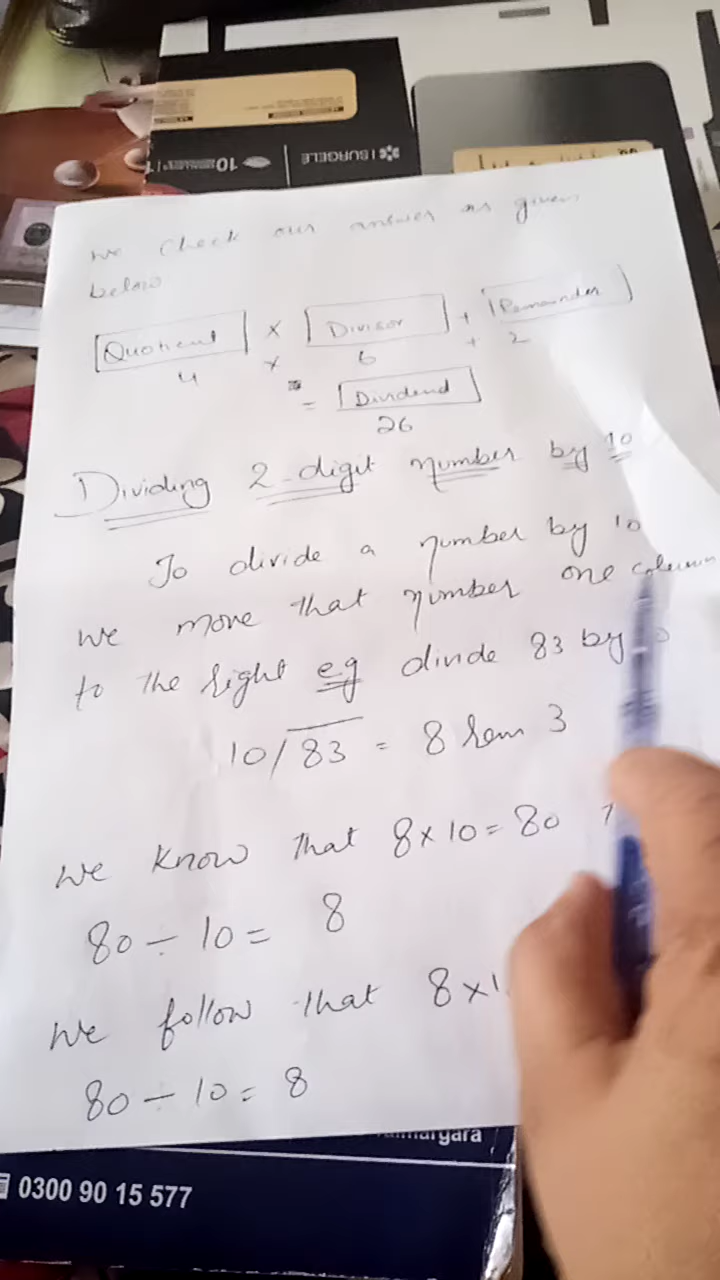 10
SURGELE
We check our answer as given
below
Quotient × Divisor + Remainder
4 × 6 + 2
= Dividend
26
Dividing 2-digit number by 10
To divide a number by 10
we move that number one column
to the right eg divide 83 by
10/83 = 8 rem 3
We know that 8 × 10 = 80
80 ÷ 10 = 8
We follow that 8 × 1
80 ÷ 10 = 8
0300 90 15 577